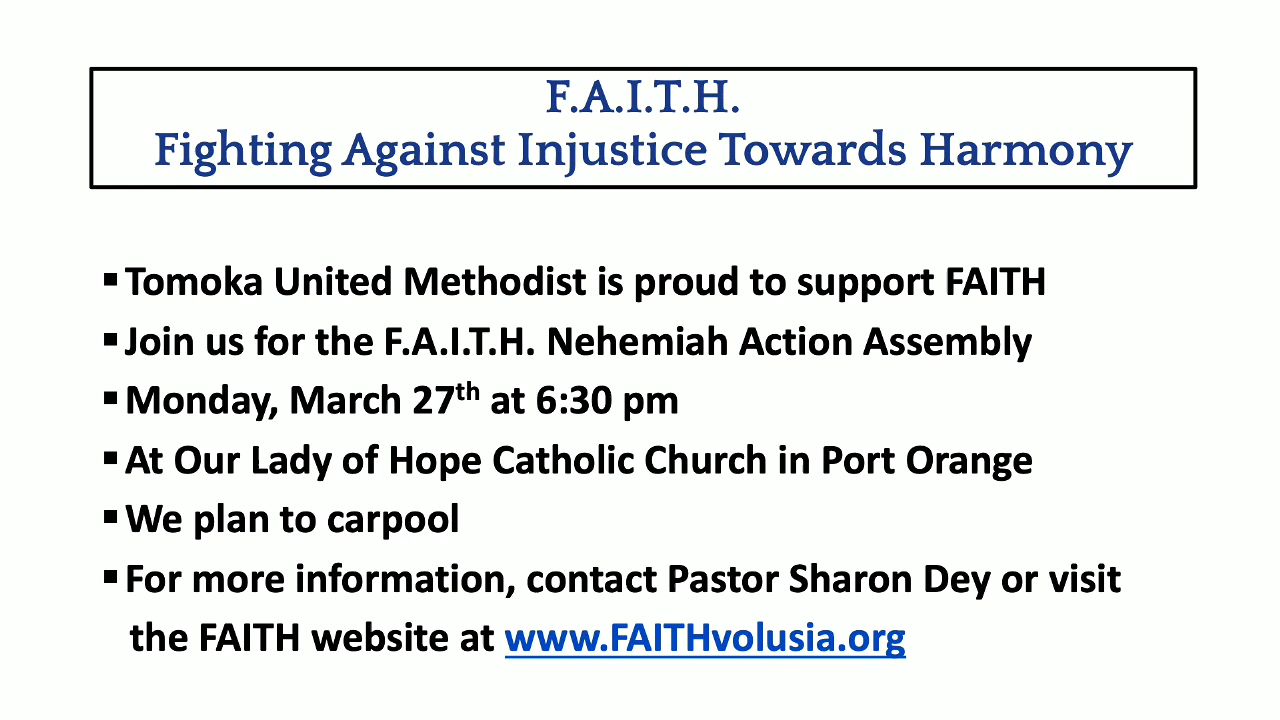 F.A.I.T.H.
Fighting Against Injustice Towards Harmony
▪Tomoka United Methodist is proud to support FAITH
▪Join us for the F.A.I.T.H. Nehemiah Action Assembly
▪Monday, March 27th at 6:30 pm
▪At Our Lady of Hope Catholic Church in Port Orange
▪We plan to carpool
▪For more information, contact Pastor Sharon Dey or visit
the FAITH website at www.FAITHvolusia.org